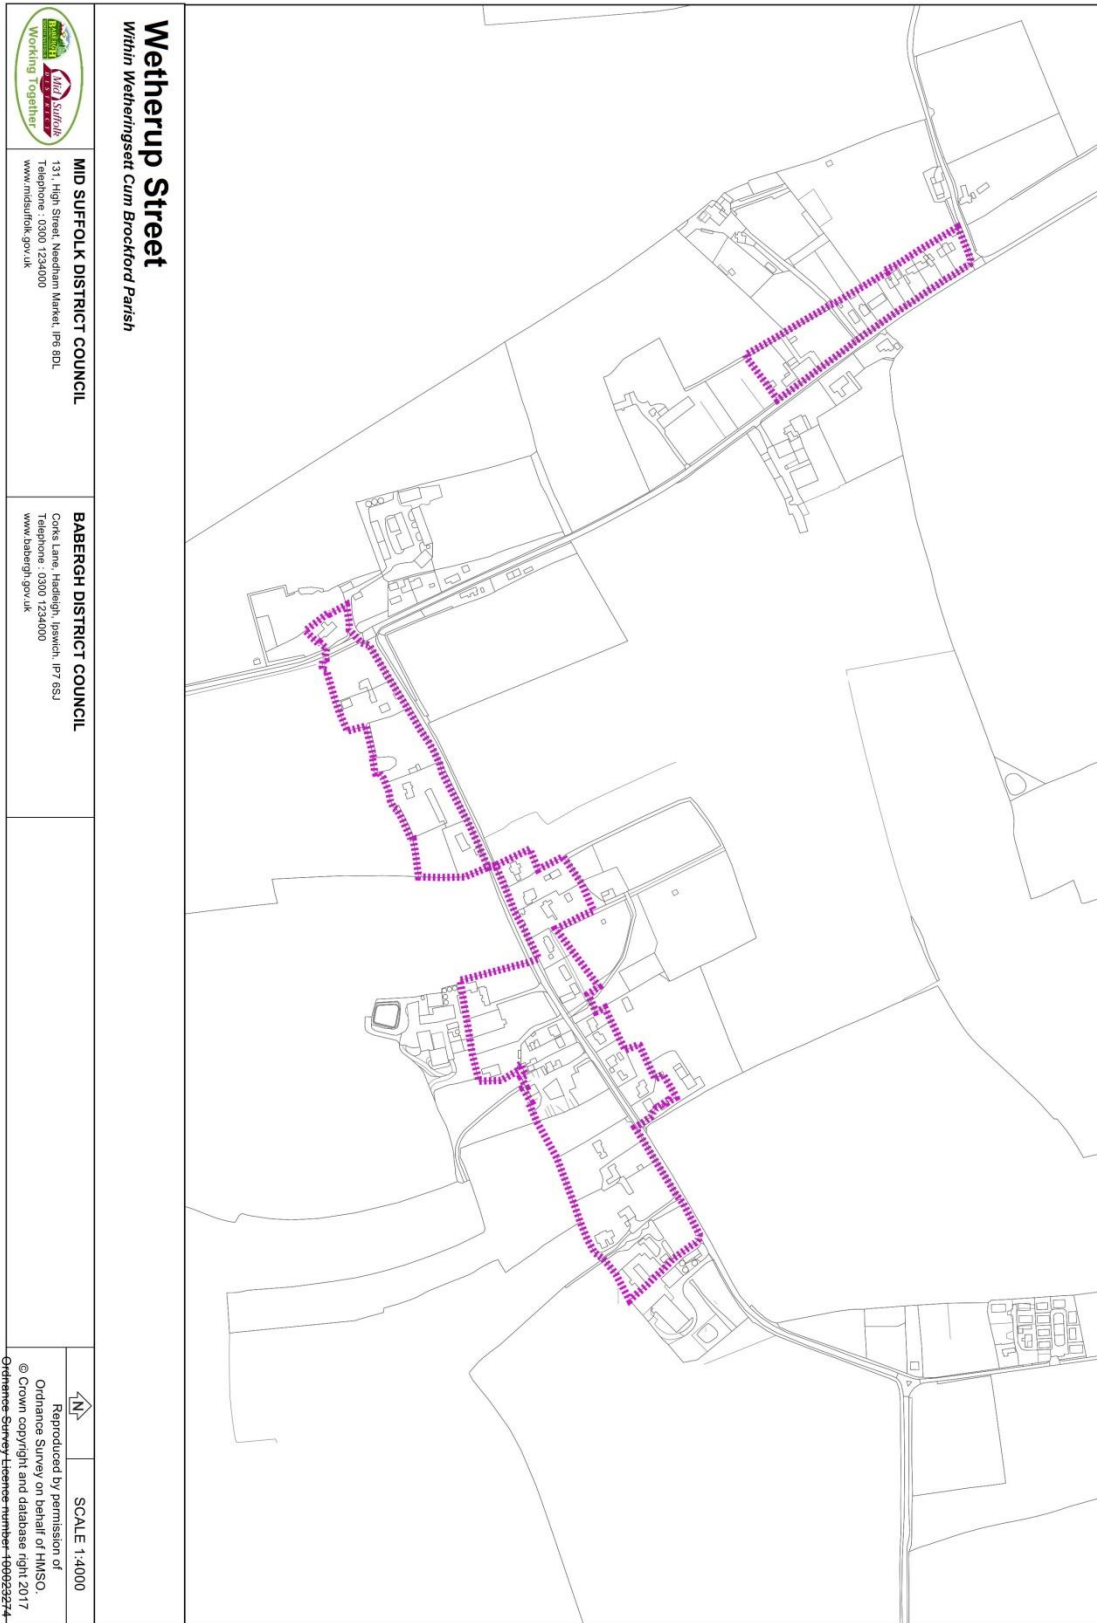 Wetherup Street
Within Wetheringsett Cum Brockford Parish
BABERGH
Mid Suffolk
DISTRICT
Working Together
MID SUFFOLK DISTRICT COUNCIL
131, High Street, Needham Market, IP6 8DL
Telephone : 0300 1234000
www.midsuffolk.gov.uk
BABERGH DISTRICT COUNCIL
Corks Lane, Hadleigh, Ipswich. IP7 6SJ
Telephone : 0300 1234000
www.babergh.gov.uk
N
SCALE 1:4000
Reproduced by permission of
Ordnance Survey on behalf of HMSO.
© Crown copyright and database right 2017
Ordnance Survey Licence number 100023274